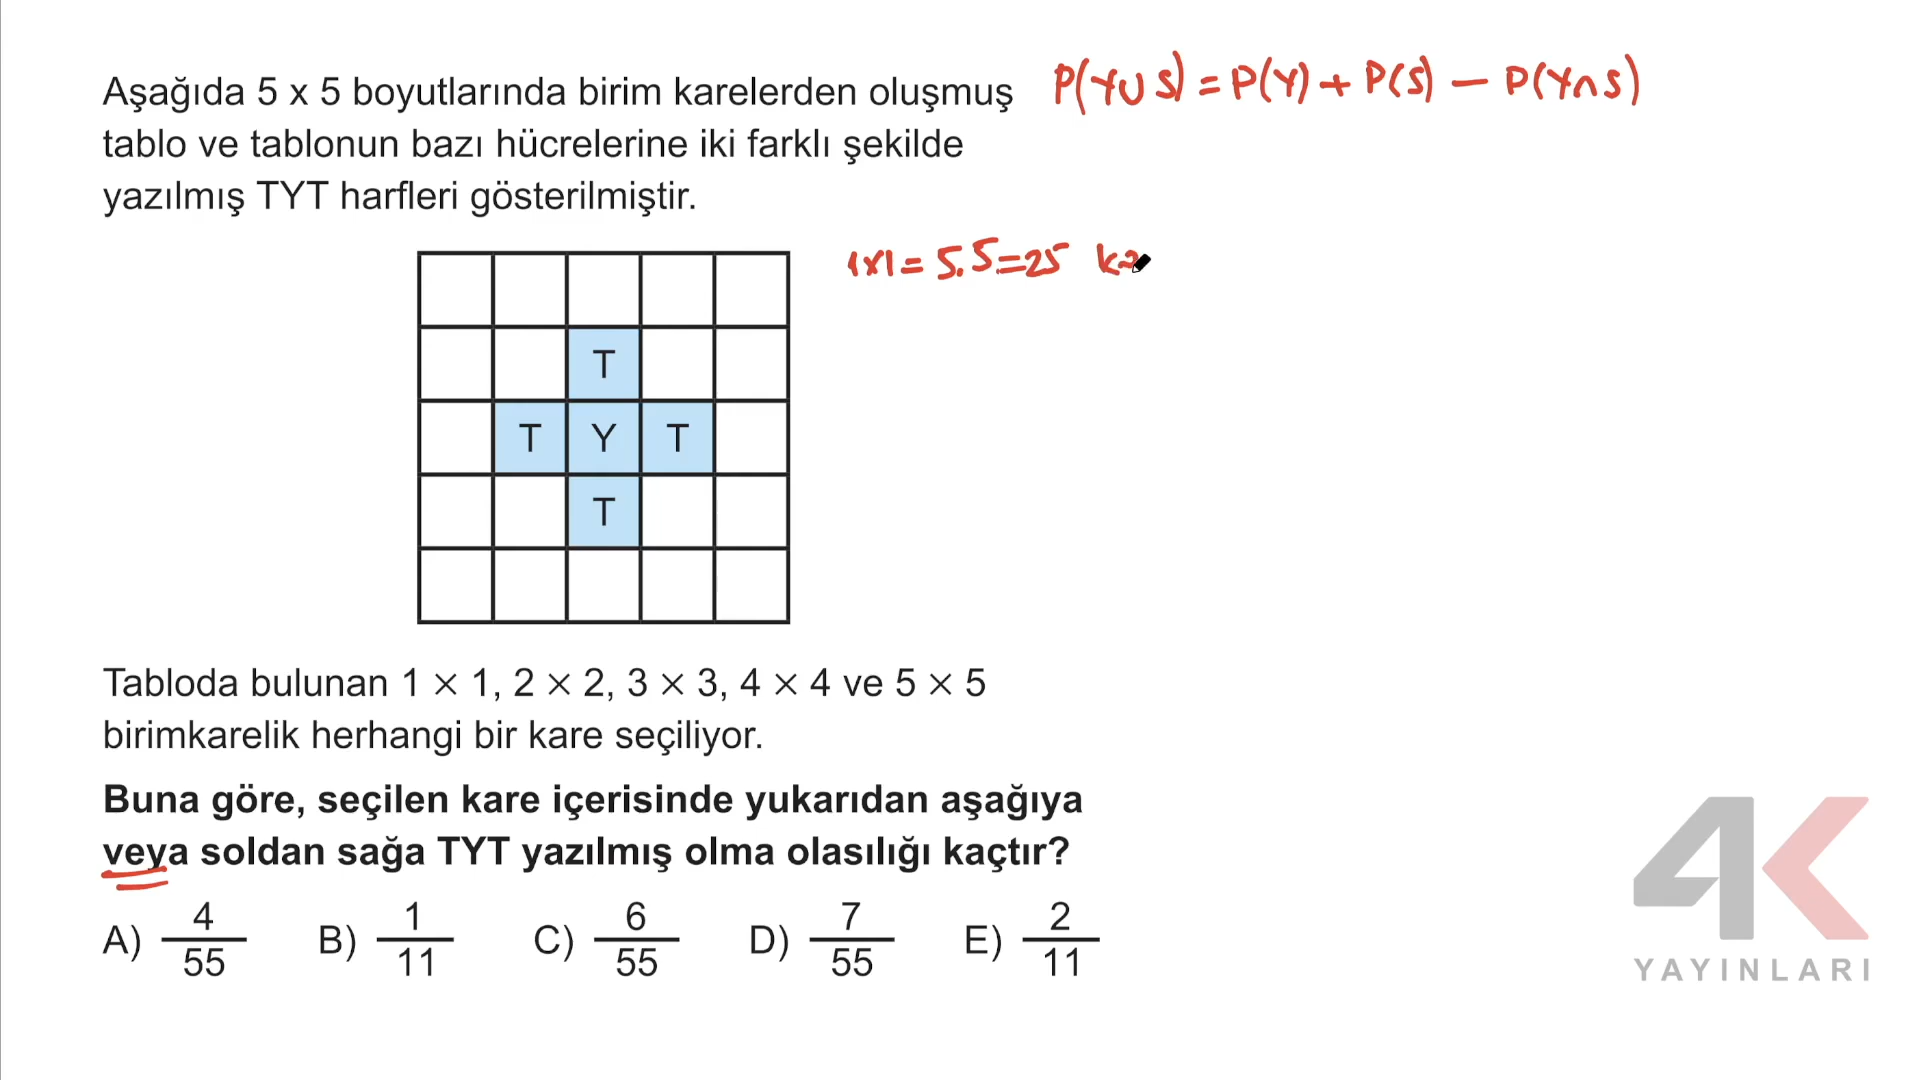 Aşağıda 5 x 5 boyutlarında birim karelerden oluşmuş
tablo ve tablonun bazı hücrelerine iki farklı şekilde
yazılmış TYT harfleri gösterilmiştir.
P(Y∪S) = P(Y) + P(S) – P(Y∩S)
1x1 = 5.5 = 25
T
T Y T
T
Tabloda bulunan 1 × 1, 2 × 2, 3 × 3, 4 × 4 ve 5 × 5
birimkarelik herhangi bir kare seçiliyor.
Buna göre, seçilen kare içerisinde yukarıdan aşağıya
veya soldan sağa TYT yazılmış olma olasılığı kaçtır?
A) 4/55 B) 1/11 C) 6/55 D) 7/55 E) 2/11
4K
YAYINLARI